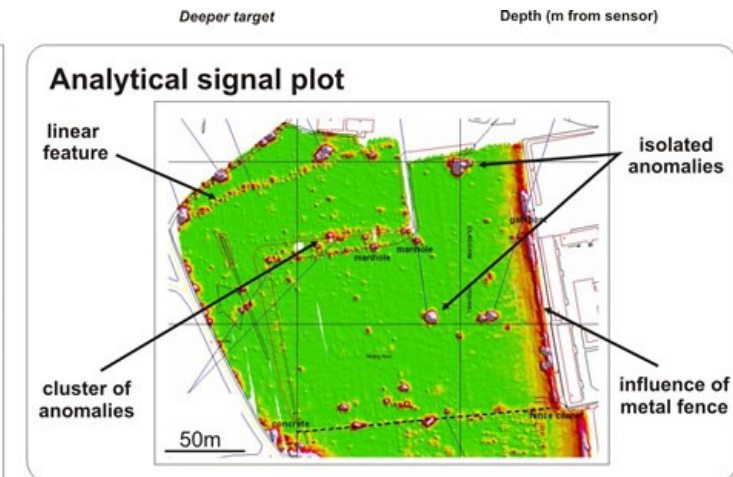 Deeper target
Depth (m from sensor)
Analytical signal plot
linear
feature
isolated
anomalies
manhole
manhole
cluster of
anomalies
influence of
metal fence
concrete
fence corner
50m